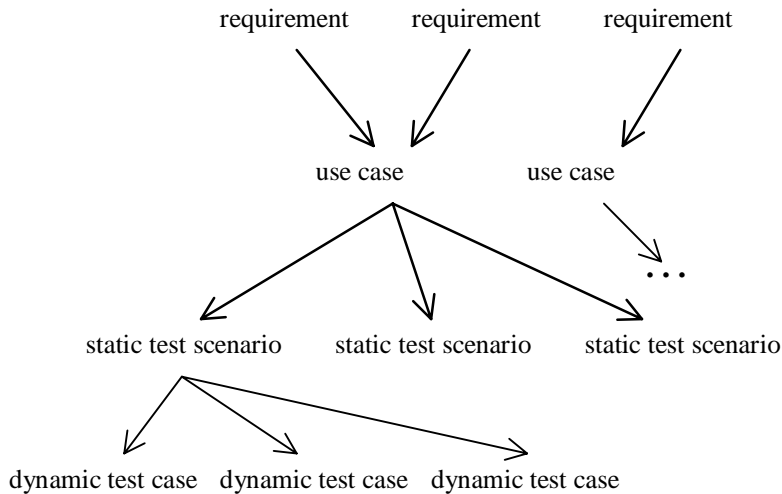 requirement requirement requirement
use case use case
...
static test scenario static test scenario static test scenario
dynamic test case dynamic test case dynamic test case